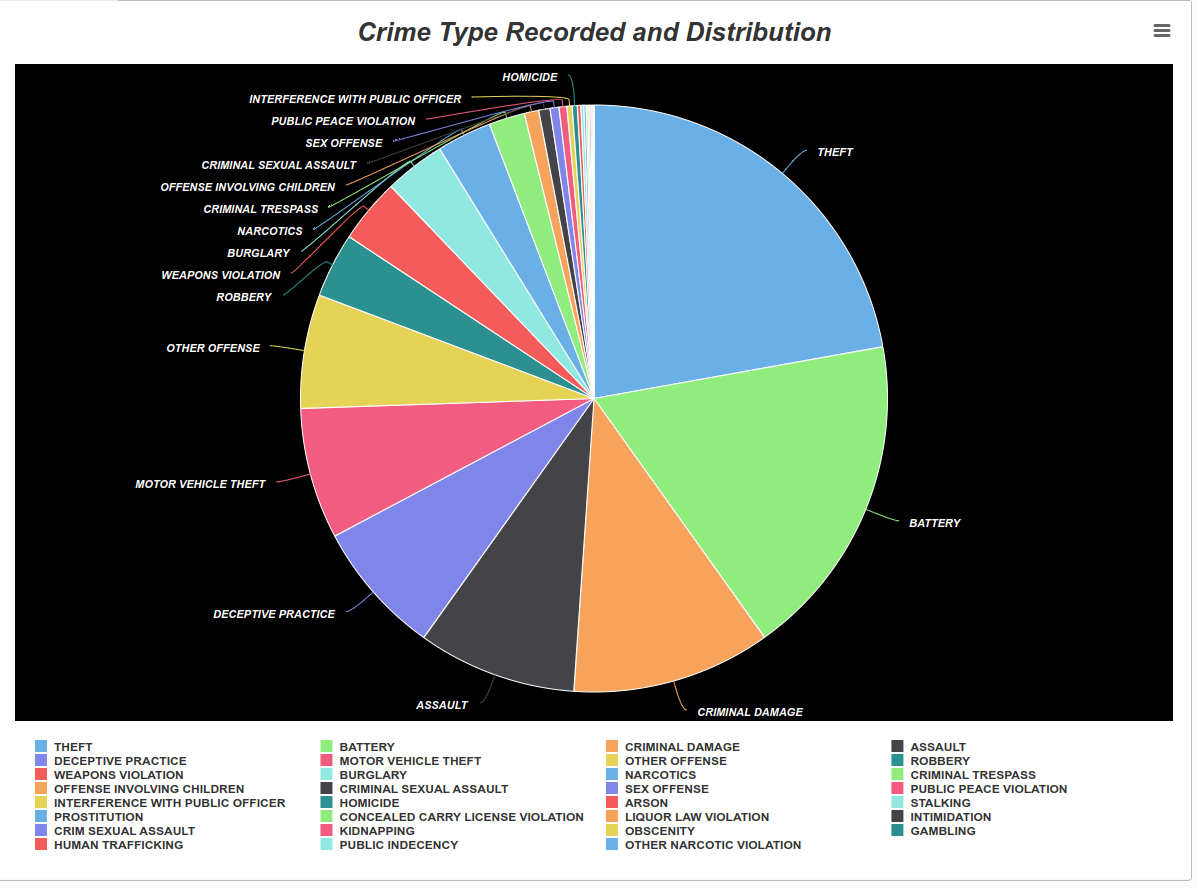 Crime Type Recorded and Distribution
HOMICIDE
INTERFERENCE WITH PUBLIC OFFICER
PUBLIC PEACE VIOLATION
SEX OFFENSE
THEFT
CRIMINAL SEXUAL ASSAULT
OFFENSE INVOLVING CHILDREN
CRIMINAL TRESPASS
NARCOTICS
BURGLARY
WEAPONS VIOLATION
ROBBERY
OTHER OFFENSE
MOTOR VEHICLE THEFT
BATTERY
DECEPTIVE PRACTICE
ASSAULT
CRIMINAL DAMAGE
THEFT BATTERY CRIMINAL DAMAGE ASSAULT
DECEPTIVE PRACTICE MOTOR VEHICLE THEFT OTHER OFFENSE ROBBERY
WEAPONS VIOLATION BURGLARY NARCOTICS CRIMINAL TRESPASS
OFFENSE INVOLVING CHILDREN CRIMINAL SEXUAL ASSAULT SEX OFFENSE PUBLIC PEACE VIOLATION
INTERFERENCE WITH PUBLIC OFFICER HOMICIDE ARSON STALKING
PROSTITUTION CONCEALED CARRY LICENSE VIOLATION LIQUOR LAW VIOLATION INTIMIDATION
CRIM SEXUAL ASSAULT KIDNAPPING OBSCENITY GAMBLING
HUMAN TRAFFICKING PUBLIC INDECENCY OTHER NARCOTIC VIOLATION